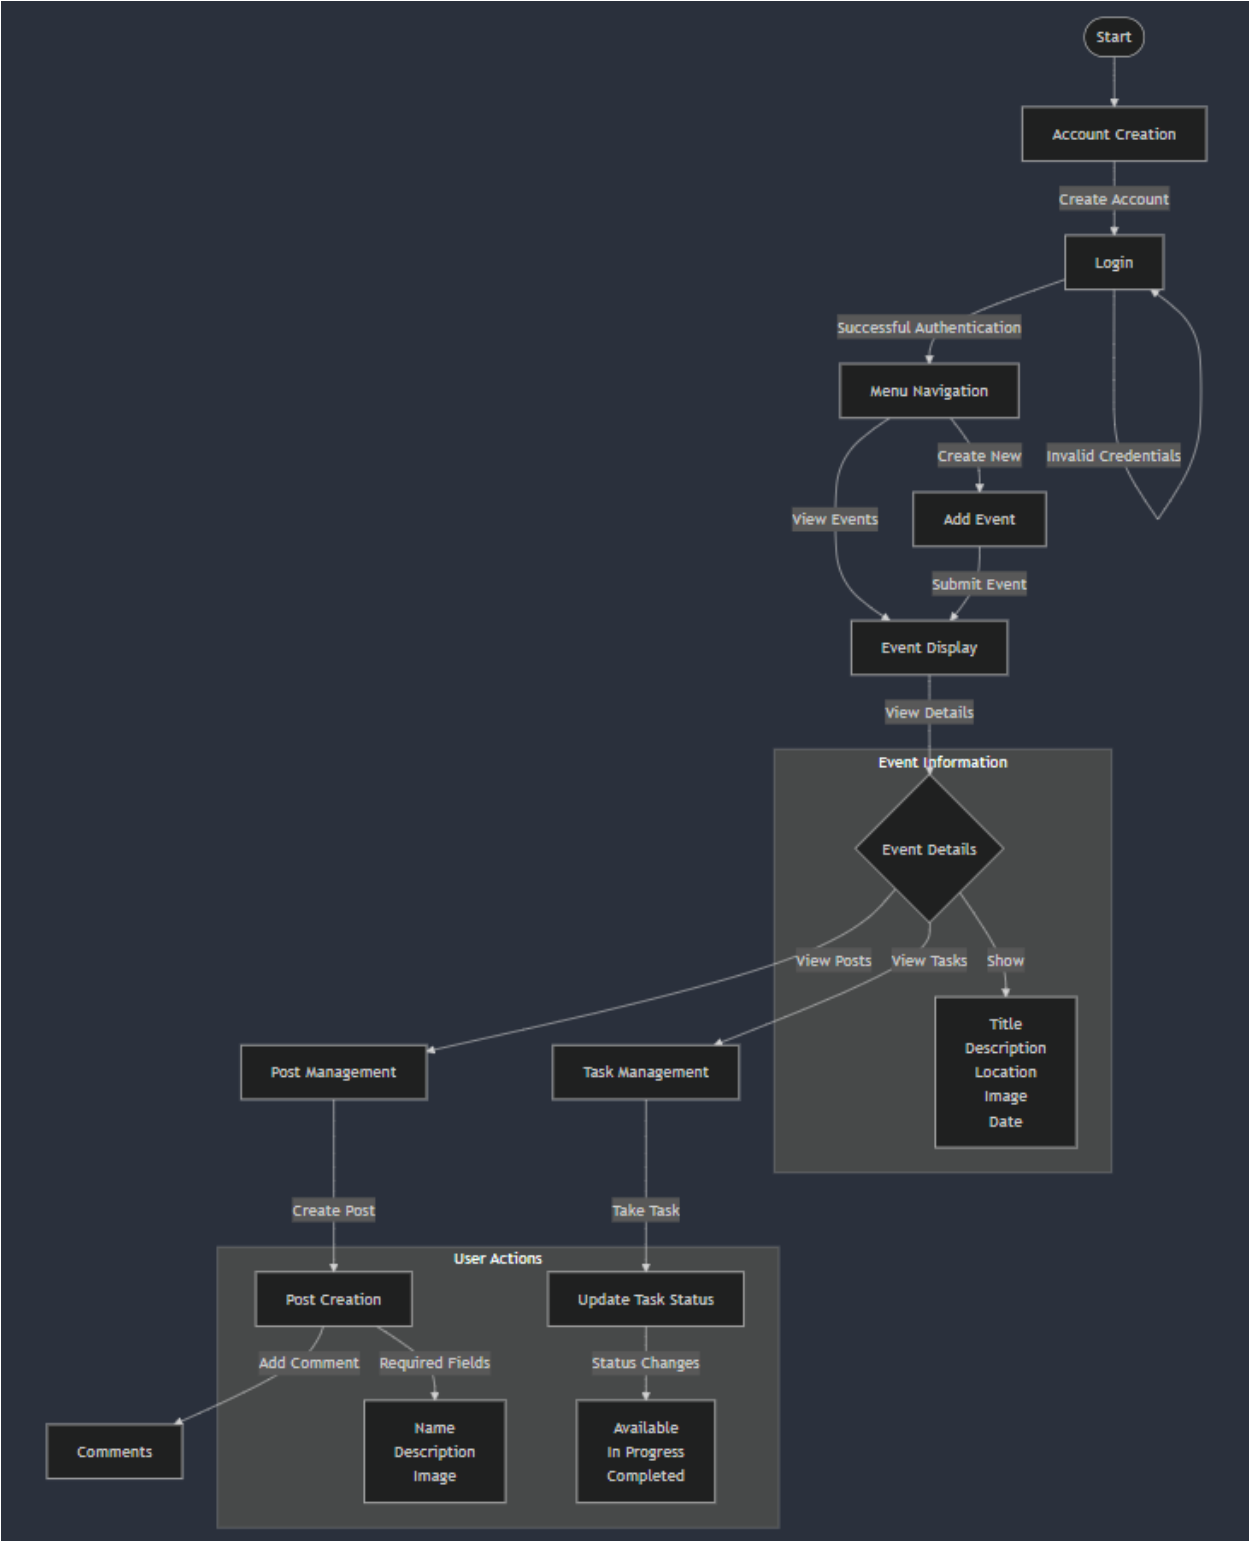 Start
Account Creation
Create Account
Login
Successful Authentication
Menu Navigation
Create New
Invalid Credentials
View Events
Add Event
Submit Event
Event Display
View Details
Event Information
Event Details
View Posts
View Tasks
Show
Title
Description
Location
Image
Date
Post Management
Task Management
Create Post
Take Task
User Actions
Post Creation
Update Task Status
Add Comment
Required Fields
Status Changes
Comments
Name
Description
Image
Available
In Progress
Completed